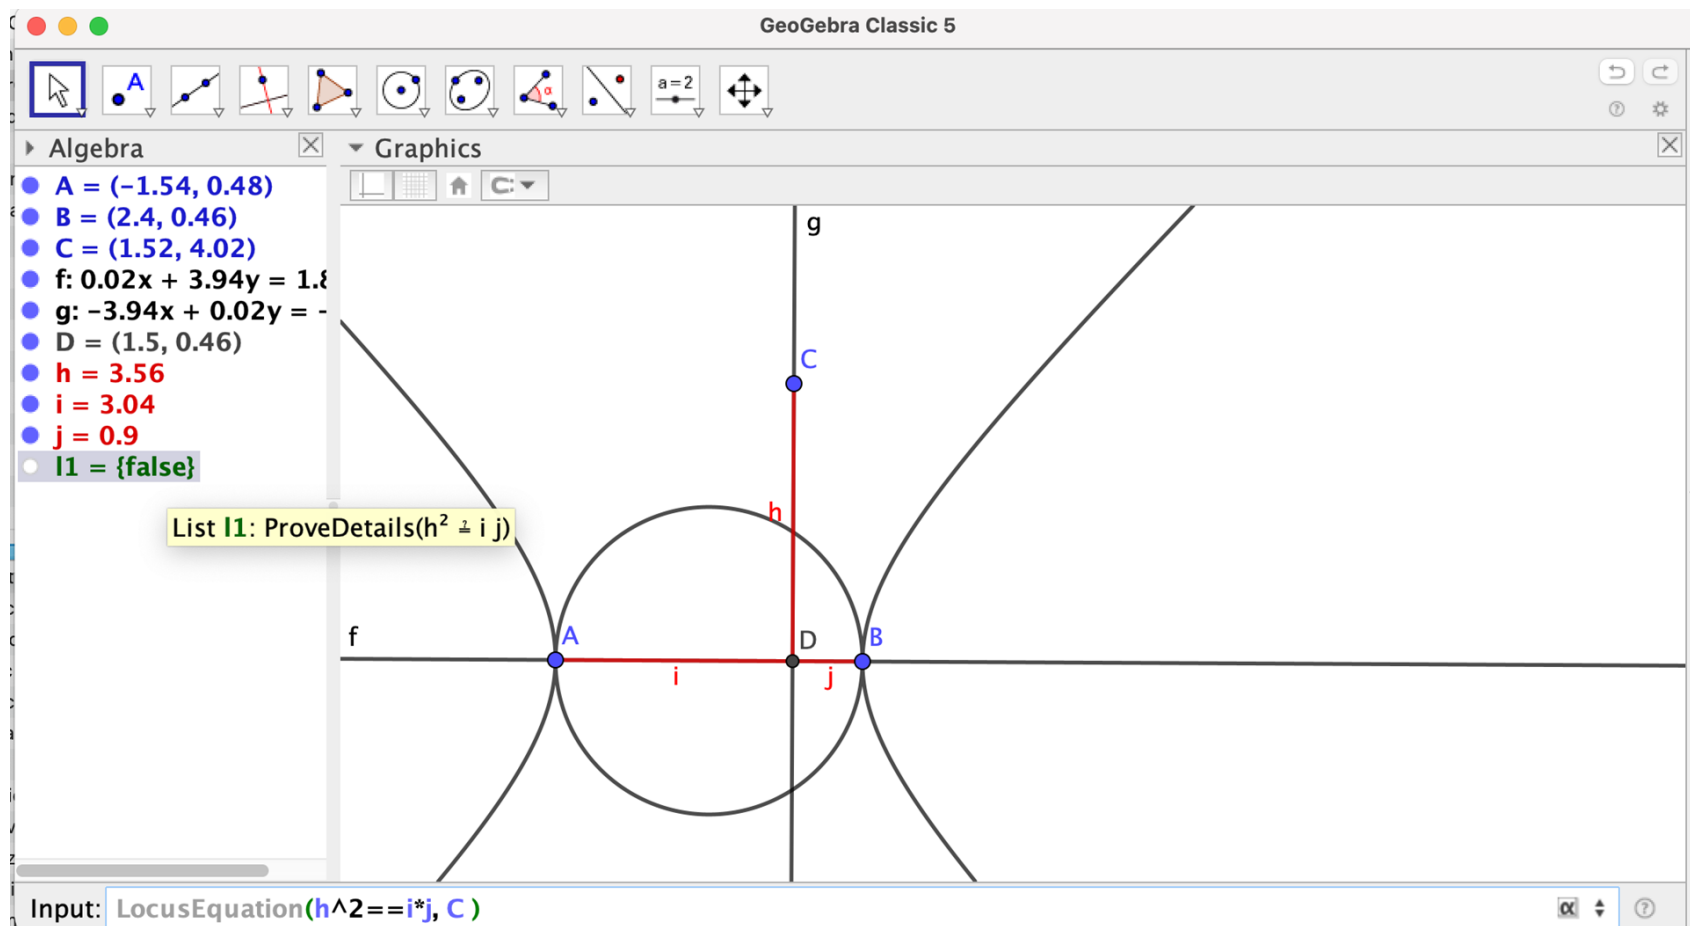 GeoGebra Classic 5
A
α
a=2
Algebra
Graphics
A = (-1.54, 0.48)
B = (2.4, 0.46)
C = (1.52, 4.02)
f: 0.02x + 3.94y = 1.8
g: -3.94x + 0.02y = -
D = (1.5, 0.46)
h = 3.56
i = 3.04
j = 0.9
l1 = {false}
List l1: ProveDetails(h² ≟ i j)
g
C
h
f
A
D
B
i
j
Input: LocusEquation(h^2==i*j, C )
α